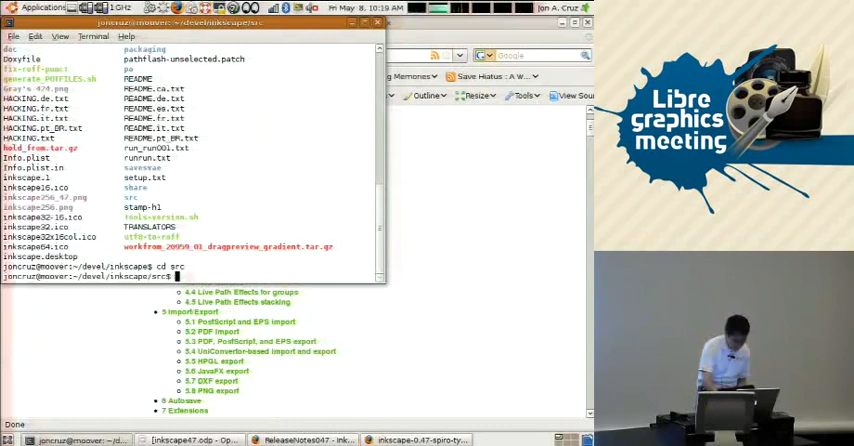 Applications
1 GHz
Fri May 8, 10:19 AM
Jon A. Cruz
joncruz@moover:~/devel/inkscape/src
File Edit View Terminal Help
doc packaging
Doxyfile pathflash-unselected.patch
fix-roff-punct po
generate_POTFILES.sh README
Gray's 424.png README.ca.txt
HACKING.de.txt README.de.txt
HACKING.fr.txt README.es.txt
HACKING.it.txt README.fr.txt
HACKING.pt_BR.txt README.it.txt
HACKING.txt README.pt_BR.txt
hold_from.tar.gz run_run001.txt
Info.plist runrun.txt
Info.plist.in savesvae
inkscape.1 setup.txt
inkscape16.ico share
inkscape256_47.png src
inkscape256.png stamp-h1
inkscape32-16.ico tools-version.sh
inkscape32.ico TRANSLATORS
inkscape32x16col.ico utf8-to-roff
inkscape64.ico workfrom_20959_01_dragpreview_gradient.tar.gz
inkscape.desktop
joncruz@moover:~/devel/inkscape$ cd src
joncruz@moover:~/devel/inkscape/src$
Google
g Memories Save Hiatus : A W...
Outline Resize Tools View Sourc
4.4 Live Path Effects for groups
4.5 Live Path Effects stacking
5 Import/Export
5.1 PostScript and EPS import
5.2 PDF import
5.3 PDF, PostScript, and EPS export
5.4 UniConvertor-based import and export
5.5 HPGL export
5.6 JavaFX export
5.7 DXF export
5.8 PNG export
6 Autosave
7 Extensions
Done
joncruz@moover: ~/d...
[inkscape47.odp - Op...
ReleaseNotes047 - Ink...
inkscape-0.47-spiro-ty...
Libre
graphics
meeting